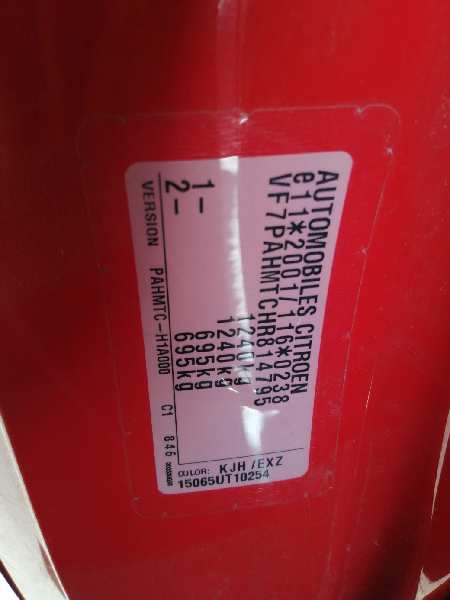 AUTOMOBILES CITROEN
e11*2001/116*0238
VF7PAHMTCHR814795
1240kg
1240kg
1- 695kg
2- 695kg
VERSION PAHMTC-H1A000 C1 846
COLOR: KJH /EXZ
15065UT10254